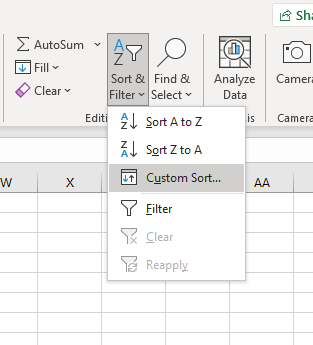 Sha
AutoSum
Fill
Clear
Sort &
Filter
Find &
Select
Analyze
Data
Camera
Editi
is
Camer
Sort A to Z
Sort Z to A
Custom Sort...
Filter
Clear
Reapply
W
X
AA